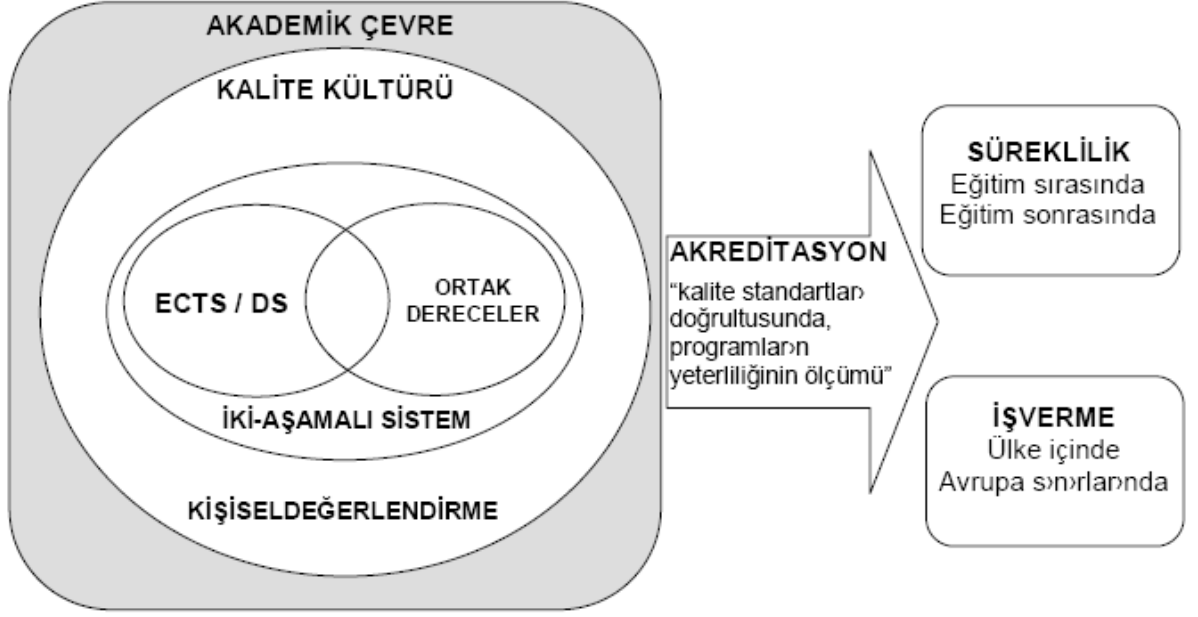 AKADEMİK ÇEVRE
KALİTE KÜLTÜRÜ
ECTS / DS
ORTAK
DERECELER
İKİ-AŞAMALI SİSTEM
KİŞİSELDEĞERLENDİRME
AKREDİTASYON
“kalite standartlar›
doğrultusunda,
programlar›n
yeterliliğinin ölçümü”
SÜREKLİLİK
Eğitim sırasında
Eğitim sonrasında
İŞVERME
Ülke içinde
Avrupa s›n›rlar›nda